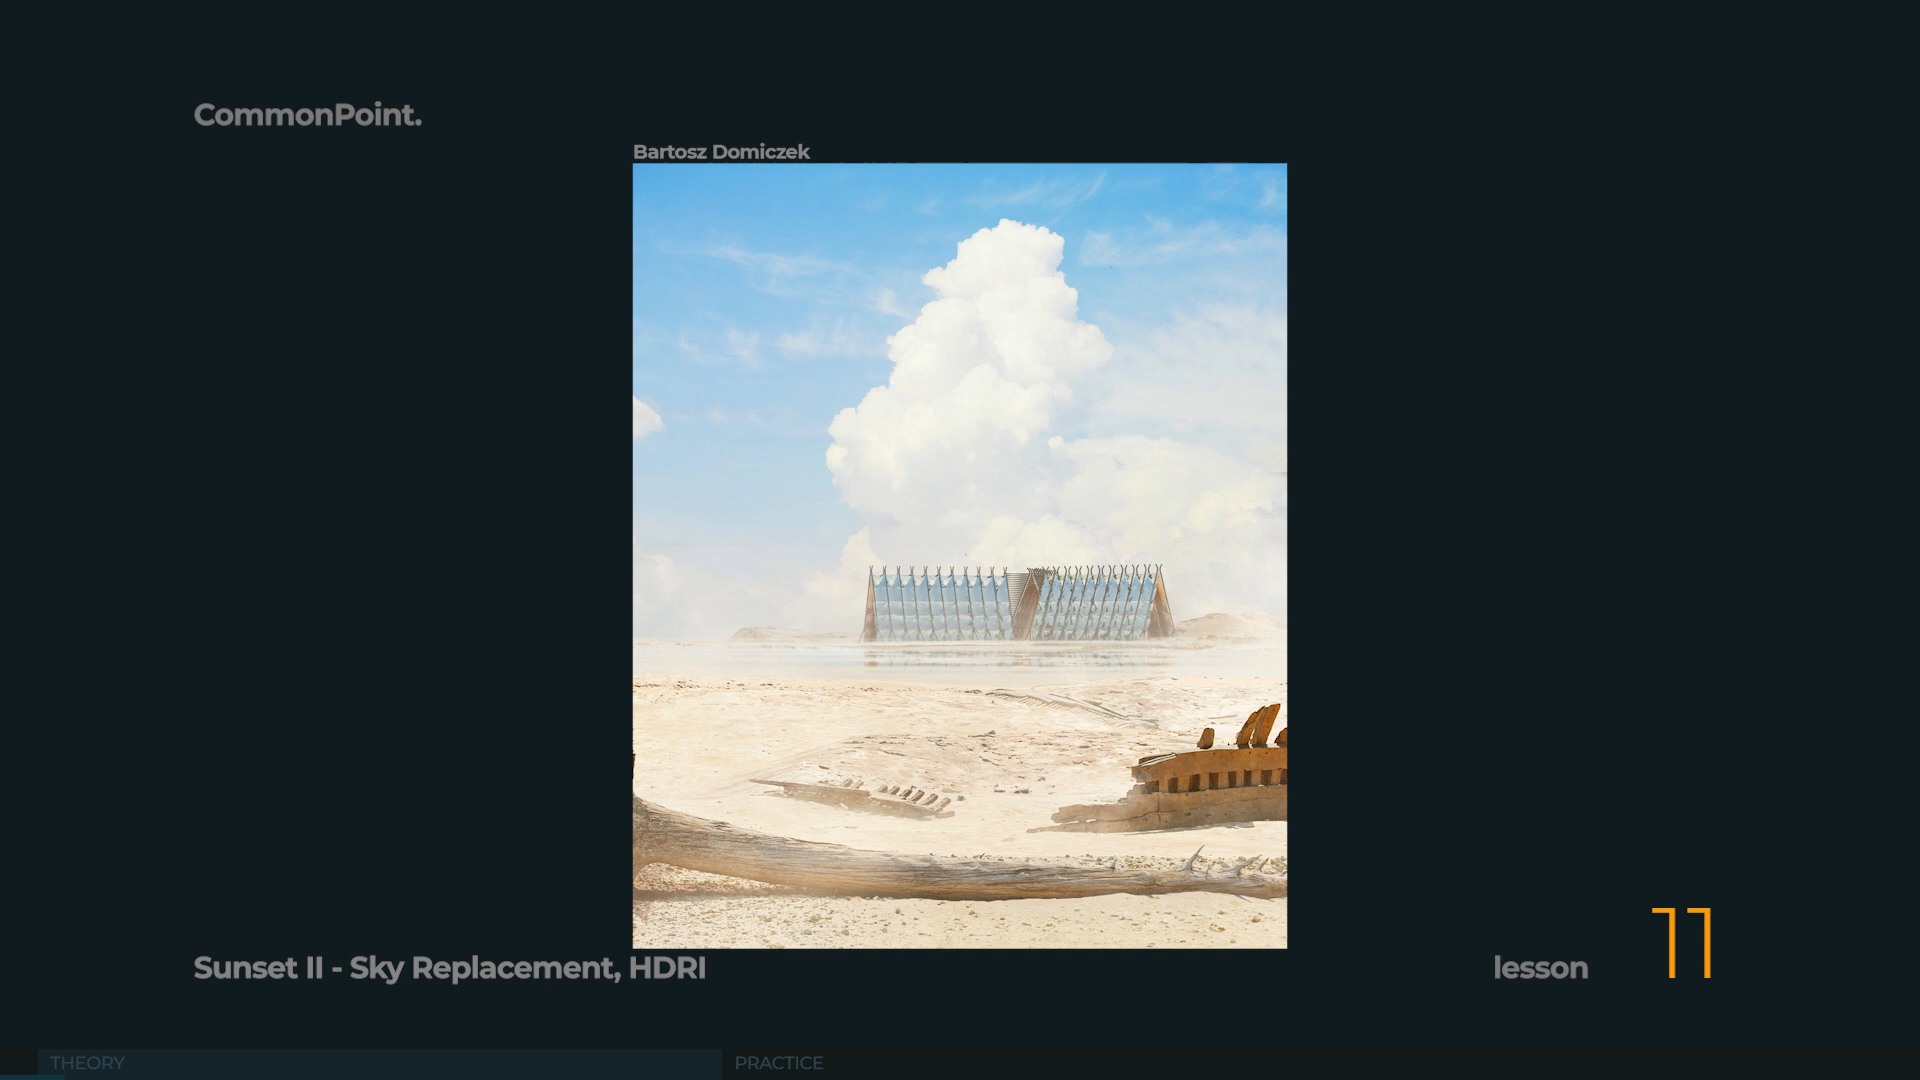 CommonPoint.
Bartosz Domiczek
Sunset II - Sky Replacement, HDRI
lesson 11
THEORY
PRACTICE